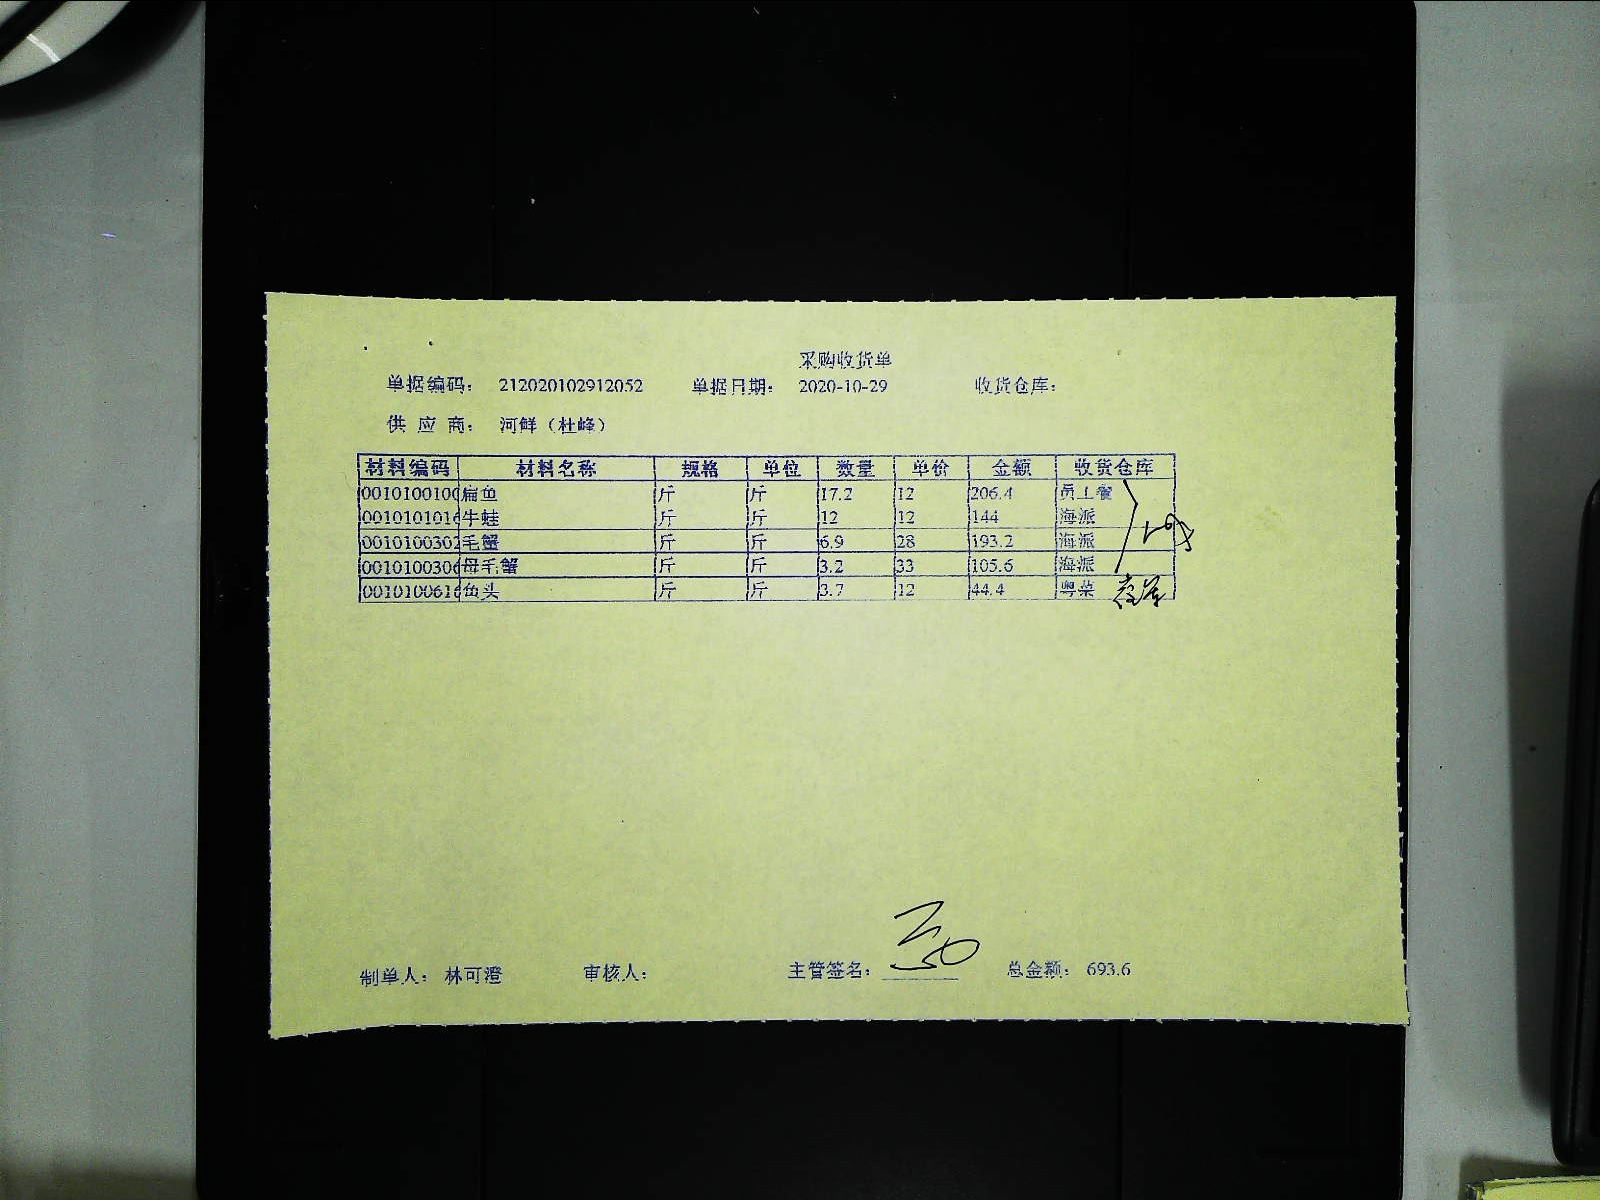 采购收货单
单据编码： 212020102912052 单据日期： 2020-10-29 收货仓库：
供 应 商： 河鲜（杜峰）
材料编码 材料名称 规格 单位 数量 单价 金额 收货仓库
0010100100 扁鱼 斤 斤 17.2 12 206.4 员工餐
0010101016 牛蛙 斤 斤 12 12 144 海派
0010100302 毛蟹 斤 斤 6.9 28 193.2 海派
0010100306 母毛蟹 斤 斤 3.2 33 105.6 海派
0010100616 鱼头 斤 斤 3.7 12 44.4 粤菜
制单人： 林可澄 审核人： 主管签名： 总金额： 693.6